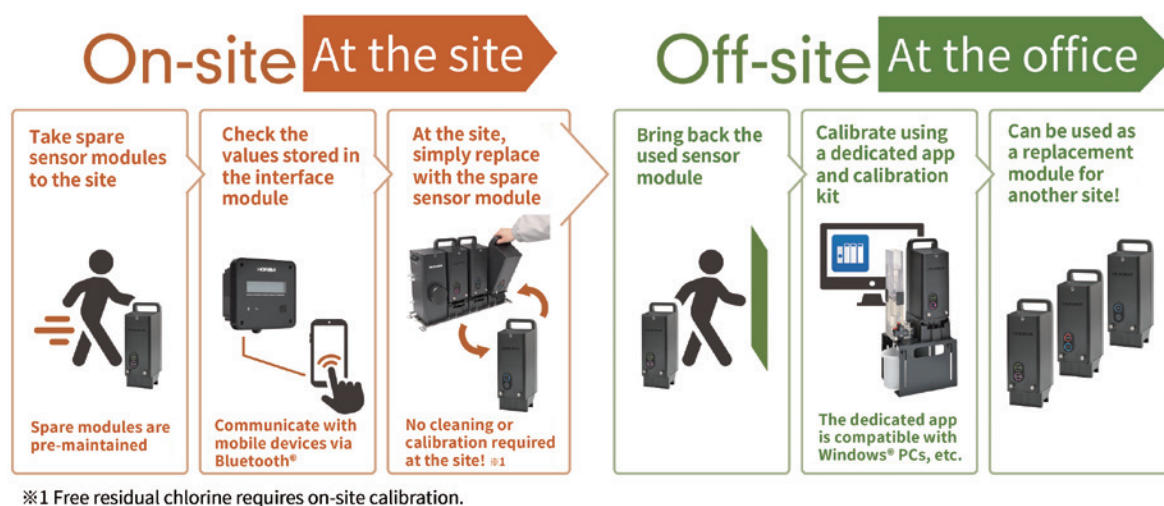 On-site At the site
Off-site At the office
Take spare
sensor modules
to the site
Spare modules are
pre-maintained
Check the
values stored in
the interface
module
HORIBA
Communicate with
mobile devices via
Bluetooth®
At the site,
simply replace
with the spare
sensor module
No cleaning or
calibration required
at the site! ※1
Bring back the
used sensor
module
Calibrate using
a dedicated app
and calibration
kit
The dedicated app
is compatible with
Windows® PCs, etc.
Can be used as
a replacement
module for
another site!
※1 Free residual chlorine requires on-site calibration.